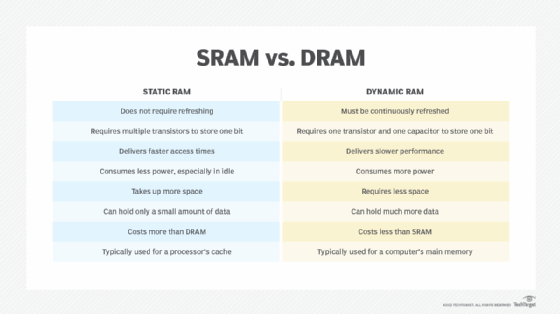 SRAM vs. DRAM
STATIC RAM DYNAMIC RAM
Does not require refreshing Must be continuously refreshed
Requires multiple transistors to store one bit Requires one transistor and one capacitor to store one bit
Delivers faster access times Delivers slower performance
Consumes less power, especially in idle Consumes more power
Takes up more space Requires less space
Can hold only a small amount of data Can hold much more data
Costs more than DRAM Costs less than SRAM
Typically used for a processor's cache Typically used for a computer's main memory
TECHTARGET. ALL RIGHTS RESERVED TechTarget